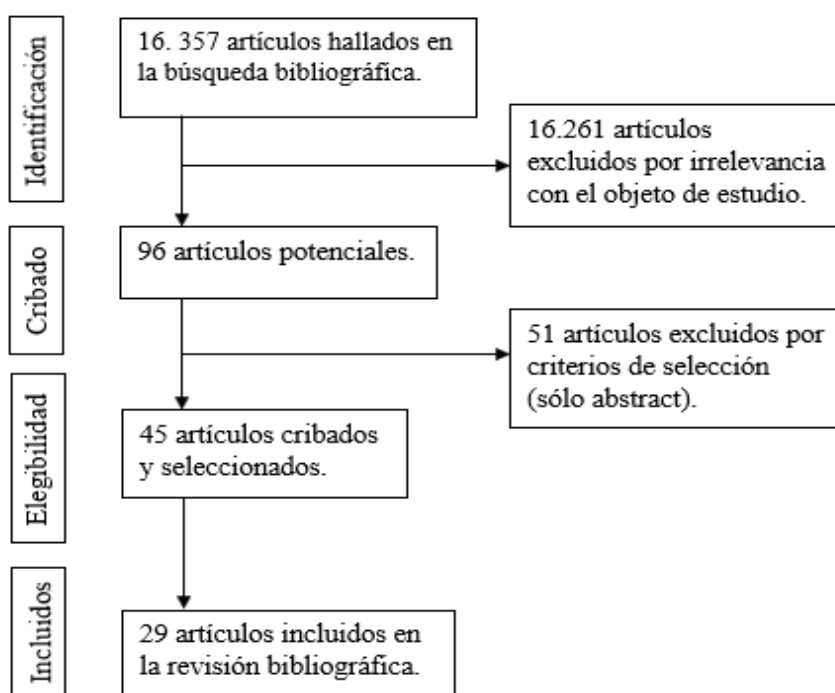 Identificación
16. 357 artículos hallados en
la búsqueda bibliográfica.
16.261 artículos
excluidos por irrelevancia
con el objeto de estudio.
Cribado
96 artículos potenciales.
51 artículos excluidos por
criterios de selección
(sólo abstract).
Elegibilidad
45 artículos cribados
y seleccionados.
Incluidos
29 artículos incluidos en
la revisión bibliográfica.